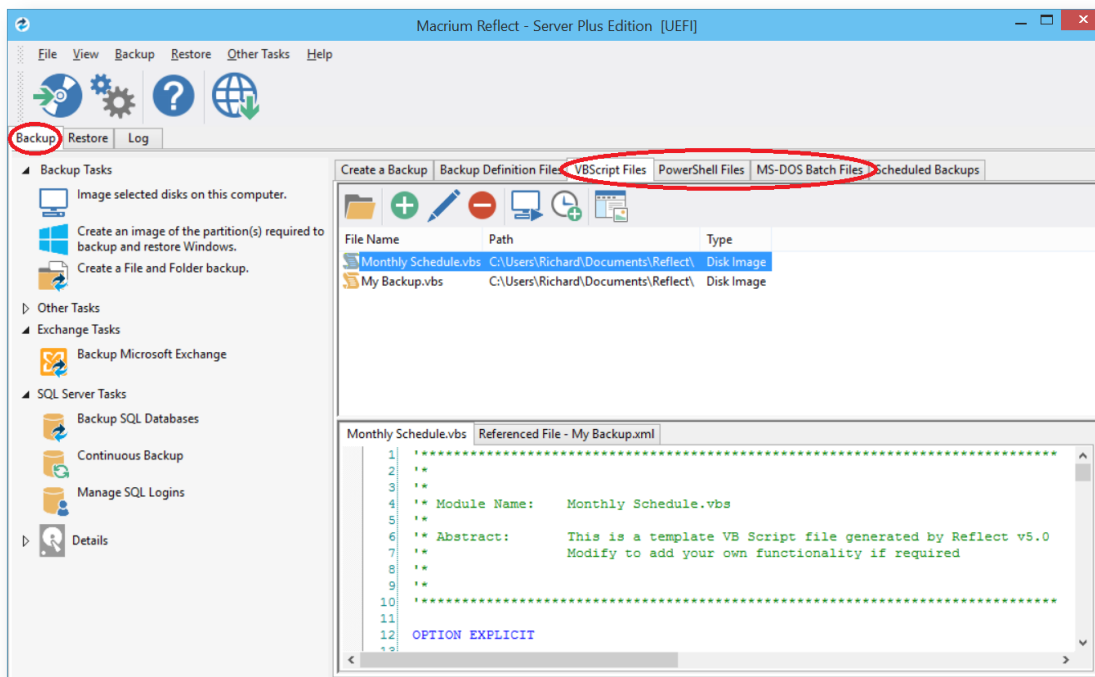 Macrium Reflect - Server Plus Edition [UEFI]
File View Backup Restore Other Tasks Help
Backup Restore Log
Backup Tasks
Image selected disks on this computer.
Create an image of the partition(s) required to
backup and restore Windows.
Create a File and Folder backup.
Other Tasks
Exchange Tasks
Backup Microsoft Exchange
SQL Server Tasks
Backup SQL Databases
Continuous Backup
Manage SQL Logins
Details
Create a Backup Backup Definition Files VBScript Files PowerShell Files MS-DOS Batch Files Scheduled Backups
File Name Path Type
Monthly Schedule.vbs C:\Users\Richard\Documents\Reflect\ Disk Image
My Backup.vbs C:\Users\Richard\Documents\Reflect\ Disk Image
Monthly Schedule.vbs Referenced File - My Backup.xml
1 '******************************************************************************
2 '*
3 '*
4 '* Module Name: Monthly Schedule.vbs
5 '*
6 '* Abstract: This is a template VB Script file generated by Reflect v5.0
7 '* Modify to add your own functionality if required
8 '*
9 '*
10 '******************************************************************************
11
12 OPTION EXPLICIT
13